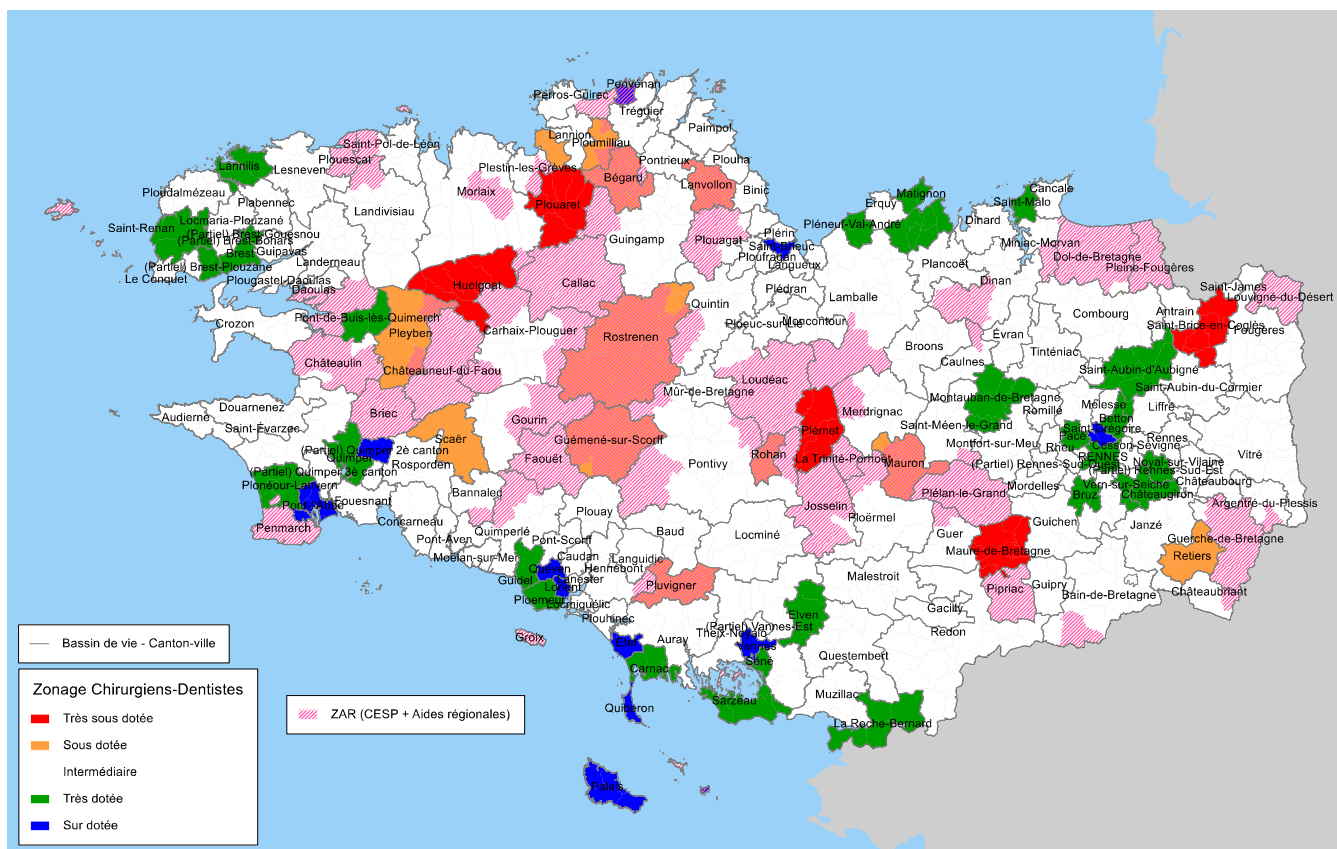 Penvénan
Perros-Guirec
Tréguier
Paimpol
Lannion
Ploumilliau
Saint-Pol-de-Léon
Plouescat
Lannilis
Lesneven
Plestin-les-Grèves
Pontrieux
Plouha
Bégard
Lanvollon
Binic
Morlaix
Plouaret
Ploudalmézeau
Plabennec
Landivisiau
Matignon
Erquy
Cancale
Saint-Malo
Locmaria-Plouzané
Saint-Renan
(Partiel) Brest-Gouesnou
(Partiel) Brest-Bohars
Brest
Guipavas
(Partiel) Brest-Plouzané
Le Conquet
Landerneau
Plougastel-Daoulas
Daoulas
Guingamp
Plouagat
Plérin
Saint-Brieuc
Ploufragan
Langueux
Pléneuf-Val-André
Dinard
Miniac-Morvan
Dol-de-Bretagne
Pleine-Fougères
Plancoët
Dinan
Huelgoat
Callac
Plédran
Lamballe
Quintin
Saint-James
Louvigné-du-Désert
Antrain
Saint-Brice-en-Coglès
Fougères
Combourg
Crozon
Pont-de-Buis-lès-Quimerch
Pleyben
Carhaix-Plouguer
Rostrenen
Ploeuc-sur-Lié
Moncontour
Broons
Évran
Tinténiac
Caulnes
Saint-Aubin-d'Aubigné
Saint-Aubin-du-Cormier
Châteaulin
Châteauneuf-du-Faou
Mûr-de-Bretagne
Loudéac
Merdrignac
Montauban-de-Bretagne
Romillé
Melesse
Liffré
Betton
Douarnenez
Audierne
Saint-Évarzec
Briec
Gourin
Plémet
Saint-Méen-le-Grand
Montfort-sur-Meu
Saint-Grégoire
Pacé
Rheu
Cesson-Sévigné
Rennes
RENNES
Vitré
(Partiel) Quimper 2è canton
Quimper
Scaër
Rosporden
Faouët
Guémené-sur-Scorff
Pontivy
Rohan
La Trinité-Porhoët
Mauron
(Partiel) Rennes-Sud-Ouest
Noyal-sur-Vilaine
(Partiel) Rennes-Sud-Est
(Partiel) Quimper 3è canton
Plonéour-Lanvern
Pont-l'Abbé
Fouesnant
Penmarch
Concarneau
Bannalec
Plouay
Josselin
Ploërmel
Plélan-le-Grand
Mordelles
Vern-sur-Seiche
Bruz
Châteaugiron
Châteaubourg
Argentré-du-Plessis
Guichen
Janzé
Guer
Maure-de-Bretagne
Guerche-de-Bretagne
Retiers
Pont-Aven
Quimperlé
Moëlan-sur-Mer
Pont-Scorff
Caudan
Hennebont
Languidic
Baud
Locminé
Quéven
Guidel
Lanester
Lorient
Ploemeur
Locmiquélic
Plouhinec
Pluvigner
Malestroit
Pipriac
Guipry
Bain-de-Bretagne
Châteaubriant
Gacilly
Redon
Groix
Auray
(Partiel) Vannes-Est
Theix-Noyalo
Vannes
Séné
Elven
Questembert
Muzillac
Carnac
Sarzeau
La Roche-Bernard
Quiberon
Palais
Bassin de vie - Canton-ville
Zonage Chirurgiens-Dentistes
Très sous dotée
Sous dotée
Intermédiaire
Très dotée
Sur dotée
ZAR (CESP + Aides régionales)